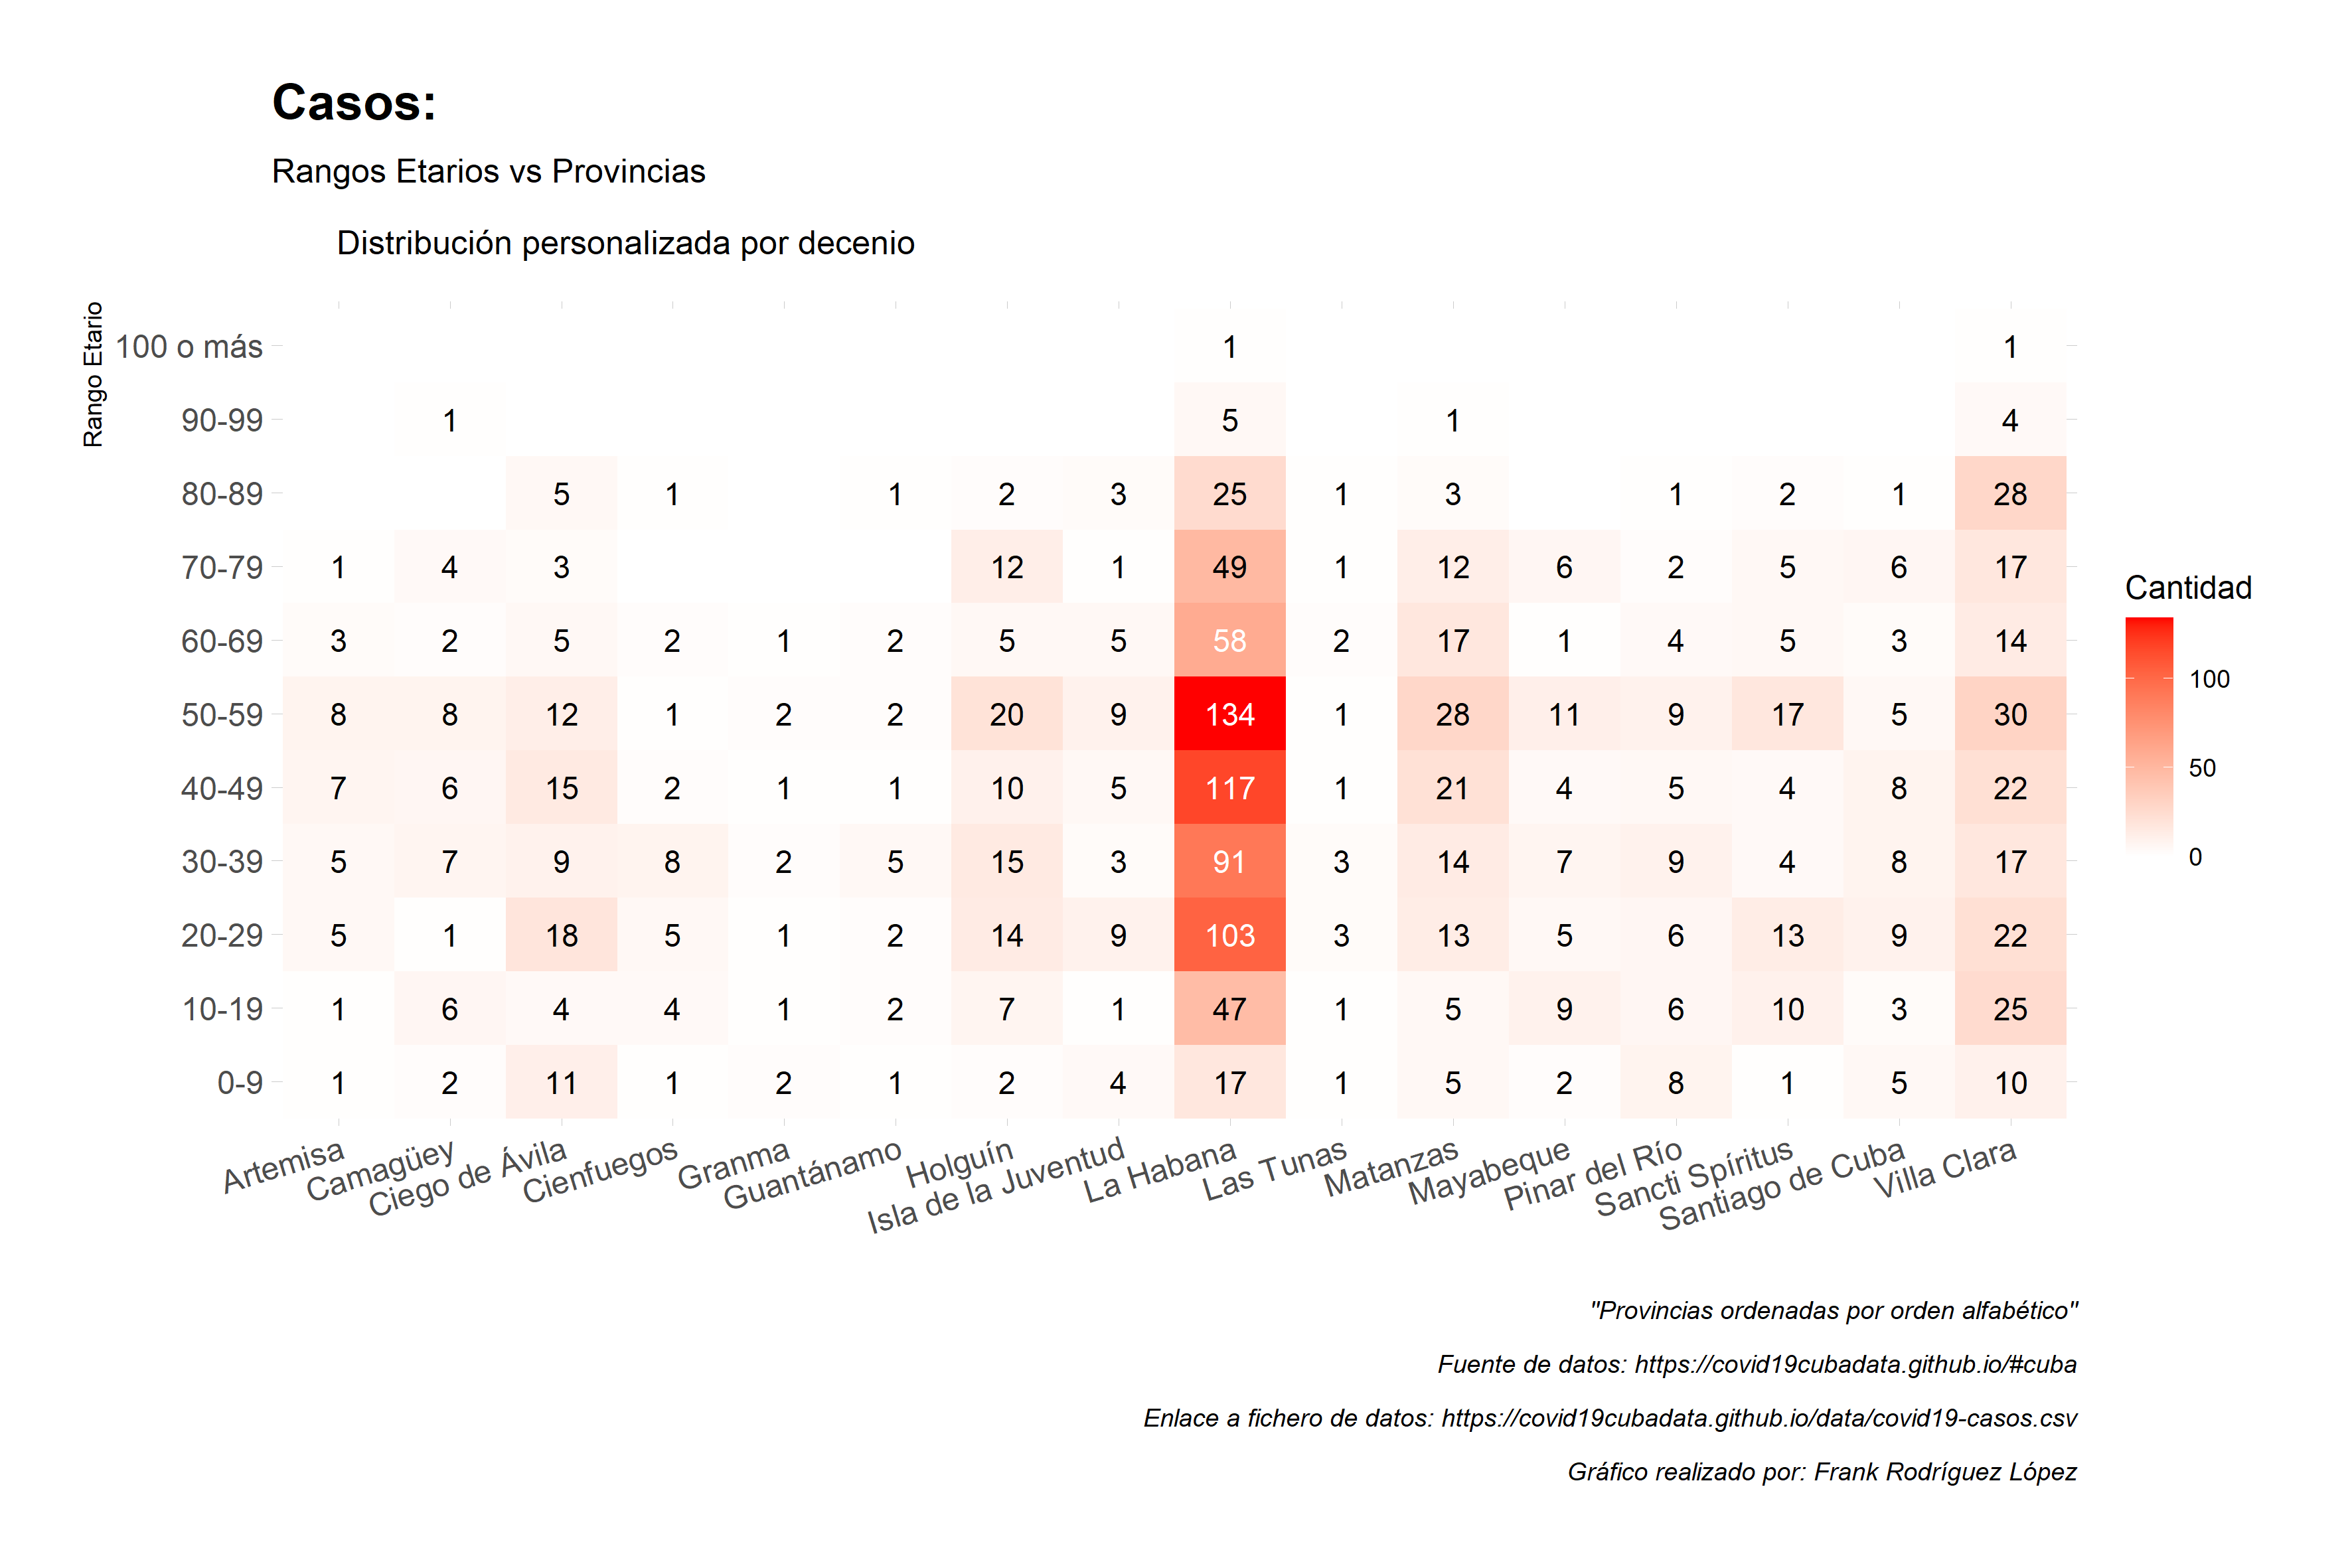 Casos:
Rangos Etarios vs Provincias
Distribución personalizada por decenio
Rango Etario
100 o más 1 1
90-99 1 5 1 4
80-89 5 1 1 2 3 25 1 3 1 2 1 28
70-79 1 4 3 12 1 49 1 12 6 2 5 6 17
60-69 3 2 5 2 1 2 5 5 58 2 17 1 4 5 3 14
50-59 8 8 12 1 2 2 20 9 134 1 28 11 9 17 5 30
40-49 7 6 15 2 1 1 10 5 117 1 21 4 5 4 8 22
30-39 5 7 9 8 2 5 15 3 91 3 14 7 9 4 8 17
20-29 5 1 18 5 1 2 14 9 103 3 13 5 6 13 9 22
10-19 1 6 4 4 1 2 7 1 47 1 5 9 6 10 3 25
0-9 1 2 11 1 2 1 2 4 17 1 5 2 8 1 5 10
Artemisa
Camagüey
Ciego de Ávila
Cienfuegos
Granma
Guantánamo
Holguín
Isla de la Juventud
La Habana
Las Tunas
Matanzas
Mayabeque
Pinar del Río
Sancti Spíritus
Santiago de Cuba
Villa Clara
Cantidad
100
50
0
"Provincias ordenadas por orden alfabético"
Fuente de datos: https://covid19cubadata.github.io/#cuba
Enlace a fichero de datos: https://covid19cubadata.github.io/data/covid19-casos.csv
Gráfico realizado por: Frank Rodríguez López